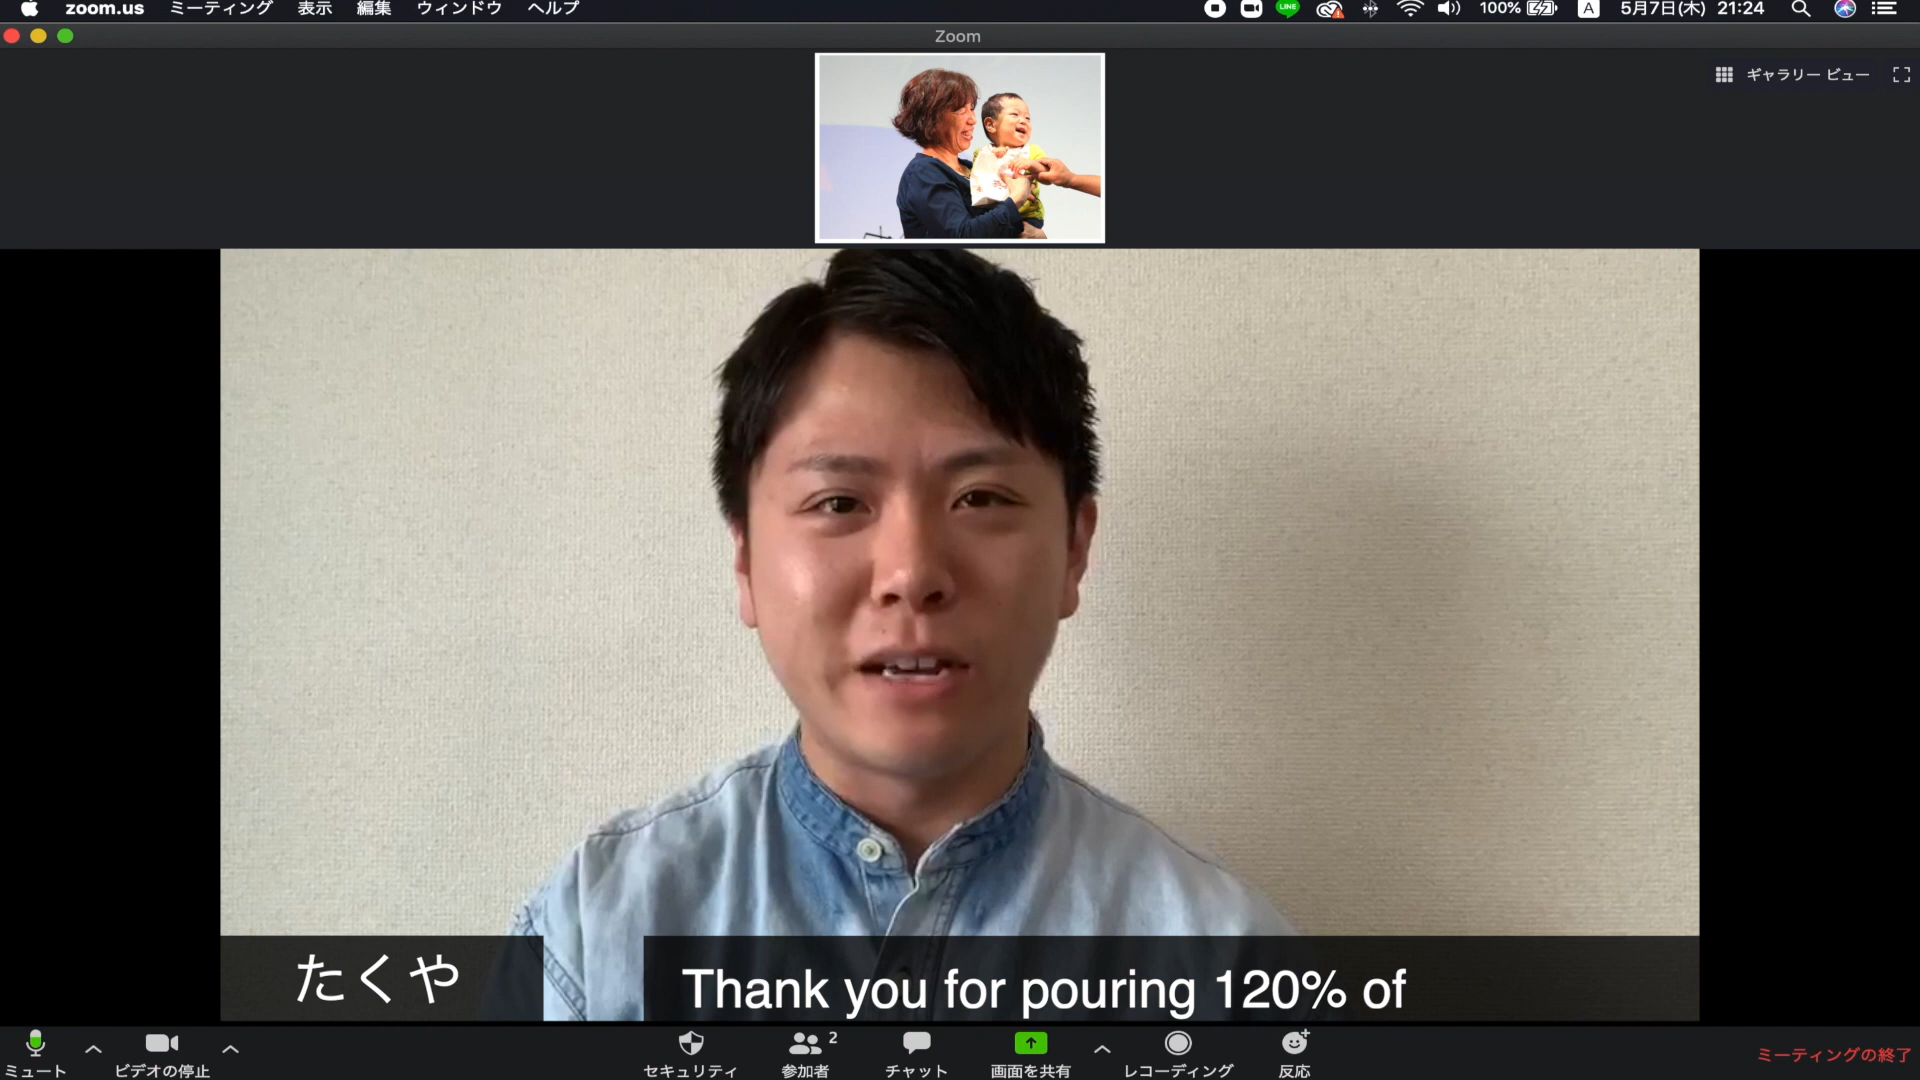 zoom.us ミーティング 表示 編集 ウィンドウ ヘルプ LINE 100% A 5月7日(木) 21:24
Zoom
ギャラリー ビュー
たくや
Thank you for pouring 120% of
ミュート ビデオの停止 セキュリティ 参加者 2 チャット 画面を共有 レコーディング 反応 ミーティングの終了